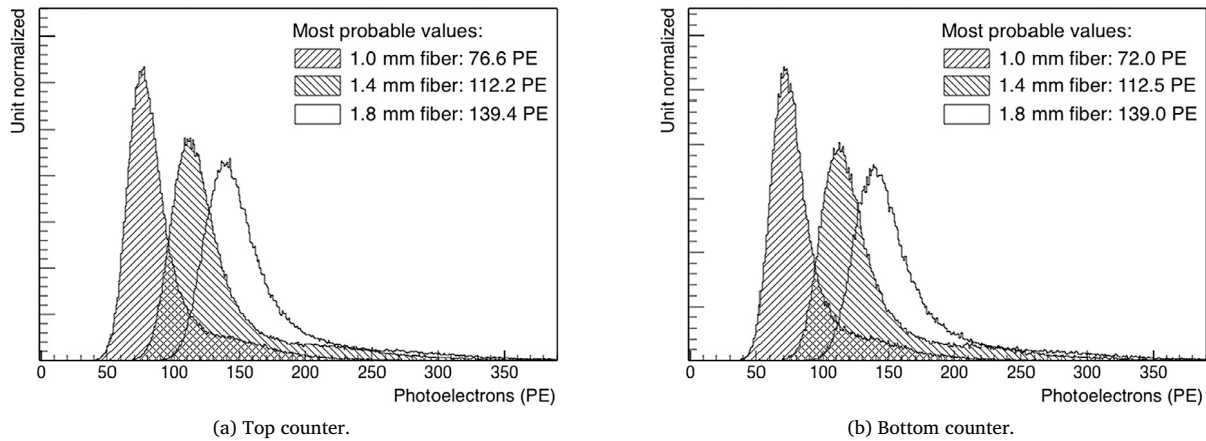 Unit normalized
Most probable values:
1.0 mm fiber: 76.6 PE
1.4 mm fiber: 112.2 PE
1.8 mm fiber: 139.4 PE
0 50 100 150 200 250 300 350
Photoelectrons (PE)
(a) Top counter.
Unit normalized
Most probable values:
1.0 mm fiber: 72.0 PE
1.4 mm fiber: 112.5 PE
1.8 mm fiber: 139.0 PE
0 50 100 150 200 250 300 350
Photoelectrons (PE)
(b) Bottom counter.